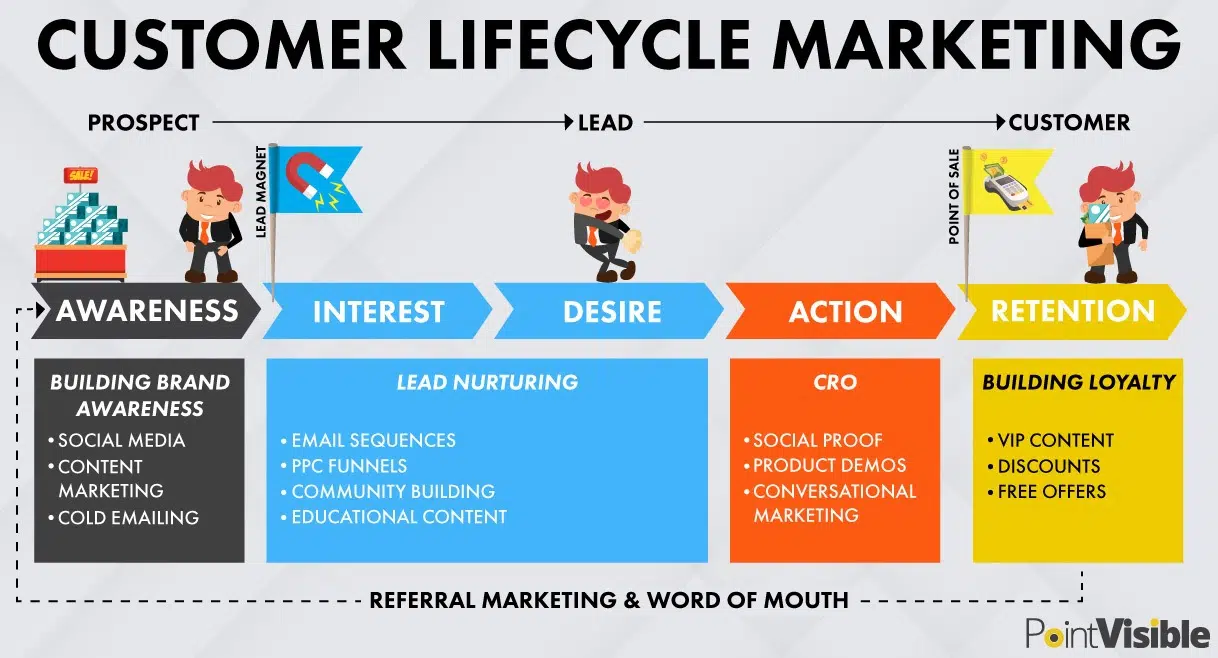 CUSTOMER LIFECYCLE MARKETING
PROSPECT
LEAD
CUSTOMER
SALE!
LEAD MAGNET
POINT OF SALE
AWARENESS
INTEREST
DESIRE
ACTION
RETENTION
BUILDING BRAND
AWARENESS
• SOCIAL MEDIA
• CONTENT
MARKETING
• COLD EMAILING
LEAD NURTURING
• EMAIL SEQUENCES
• PPC FUNNELS
• COMMUNITY BUILDING
• EDUCATIONAL CONTENT
CRO
• SOCIAL PROOF
• PRODUCT DEMOS
• CONVERSATIONAL
MARKETING
BUILDING LOYALTY
• VIP CONTENT
• DISCOUNTS
• FREE OFFERS
REFERRAL MARKETING & WORD OF MOUTH
PointVisible